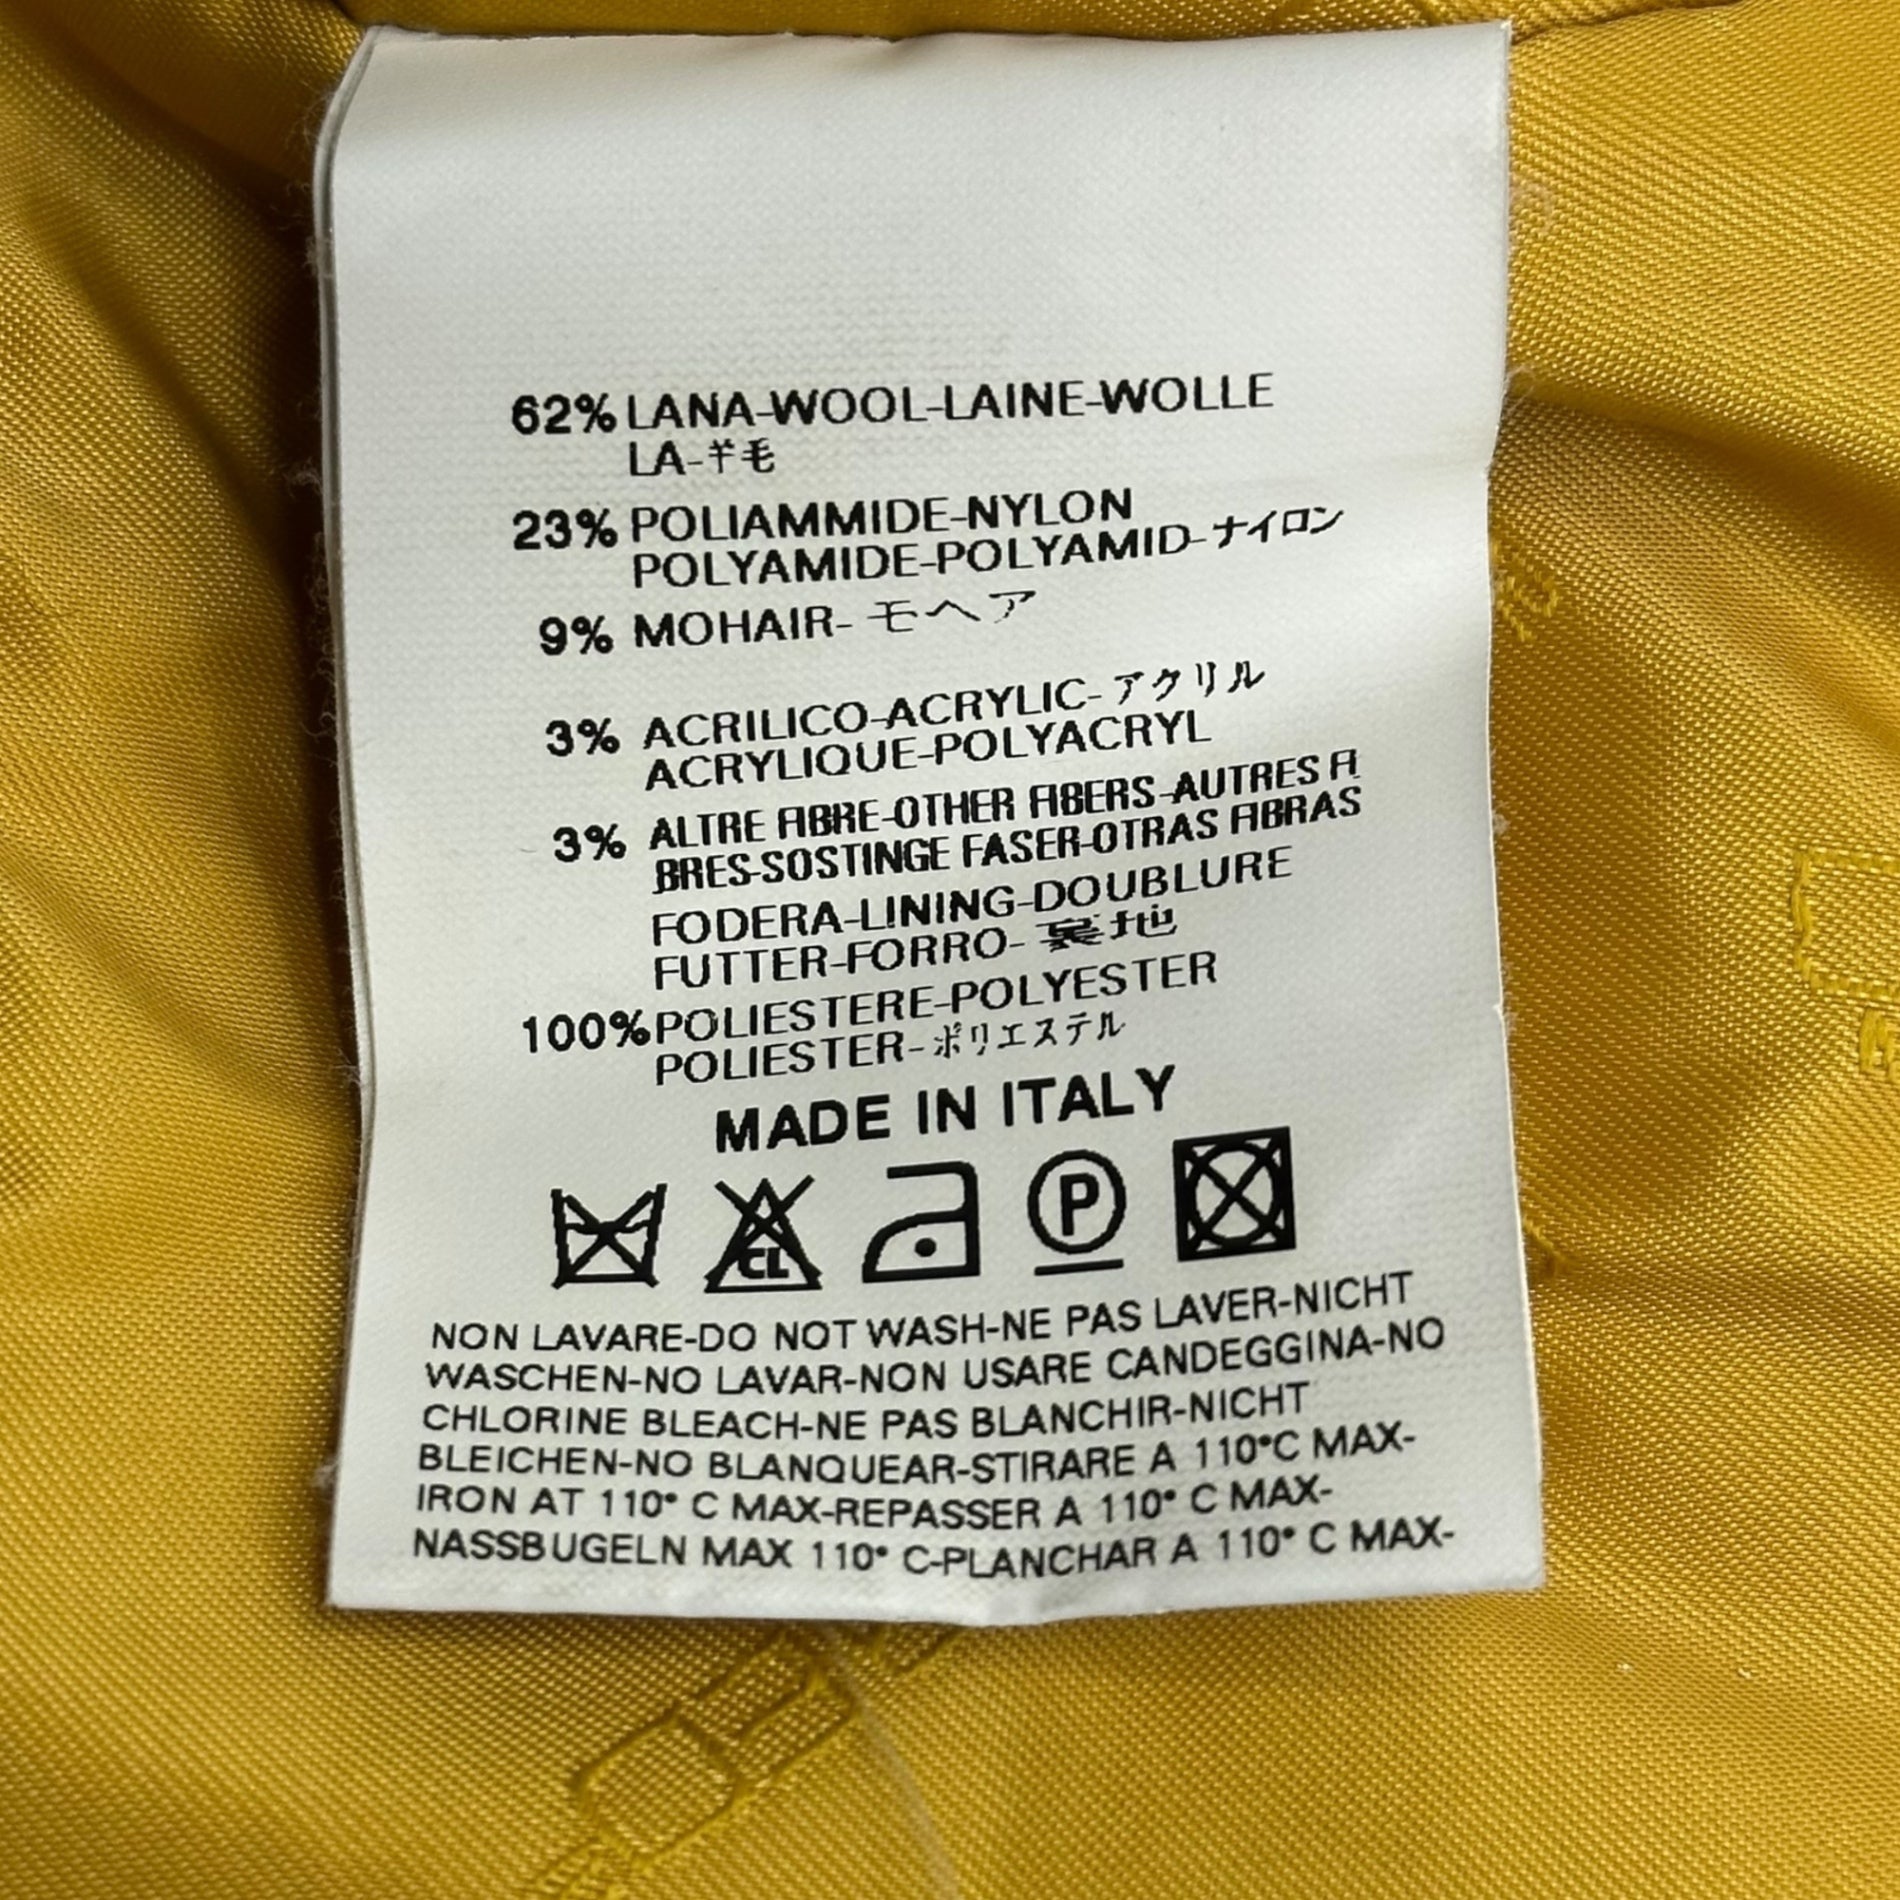 62% LANA-WOOL-LAINE-WOLLE
LA-羊毛
23% POLIAMMIDE-NYLON
POLYAMIDE-POLYAMID-ナイロン
9% MOHAIR-モヘア
3% ACRILICO-ACRYLIC-アクリル
ACRYLIQUE-POLYACRYL
3% ALTRE FIBRE-OTHER FIBERS-AUTRES FI
BRES-SOSTINGE FASER-OTRAS FIBRAS
FODERA-LINING-DOUBLURE
FUTTER-FORRO-裏地
100% POLIESTERE-POLYESTER
POLIESTER-ポリエステル
MADE IN ITALY
CL P
NON LAVARE-DO NOT WASH-NE PAS LAVER-NICHT
WASCHEN-NO LAVAR-NON USARE CANDEGGINA-NO
CHLORINE BLEACH-NE PAS BLANCHIR-NICHT
BLEICHEN-NO BLANQUEAR-STIRARE A 110°C MAX-
IRON AT 110° C MAX-REPASSER A 110° C MAX-
NASSBUGELN MAX 110° C-PLANCHAR A 110° C MAX-